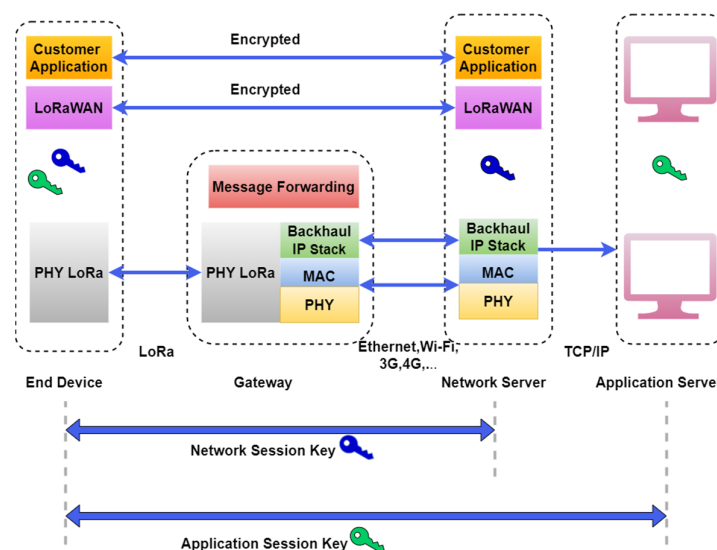 Encrypted
Customer
Application
Customer
Application
Encrypted
LoRaWAN
LoRaWAN
Message Forwarding
PHY LoRa
PHY LoRa
Backhaul
IP Stack
MAC
PHY
Backhaul
IP Stack
MAC
PHY
LoRa
Ethernet,Wi-Fi,
3G,4G,...
TCP/IP
End Device
Gateway
Network Server
Application Serve
Network Session Key
Application Session Key